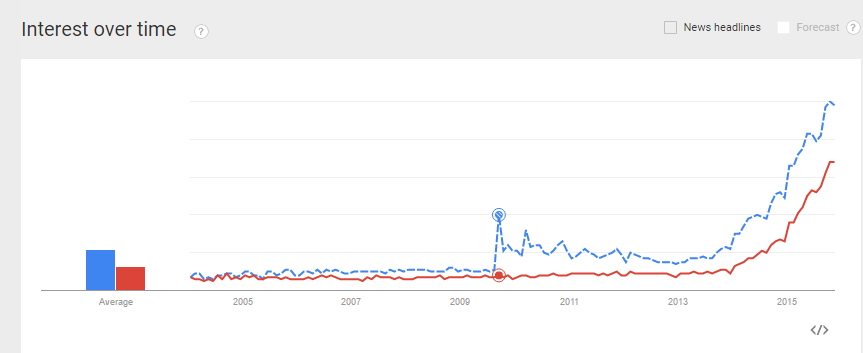 Interest over time ?
News headlines
Forecast ?
Average 2005 2007 2009 2011 2013 2015
</>